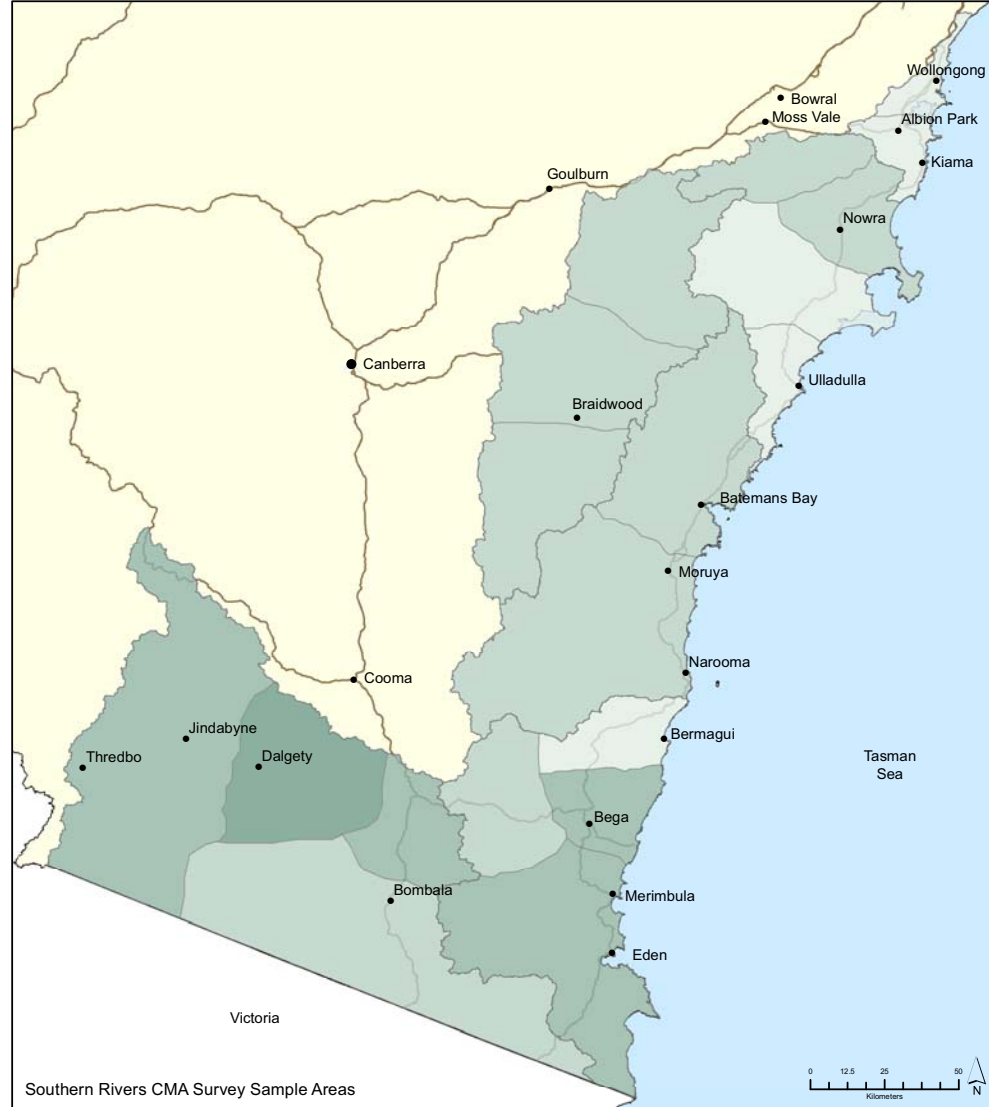 Wollongong
Bowral
Moss Vale
Albion Park
Kiama
Goulburn
Nowra
Canberra
Ulladulla
Braidwood
Batemans Bay
Moruya
Narooma
Cooma
Jindabyne
Bermagui
Thredbo
Dalgety
Tasman
Sea
Bega
Bombala
Merimbula
Eden
Victoria
Southern Rivers CMA Survey Sample Areas
0 12.5 25 50
Kilometers
N